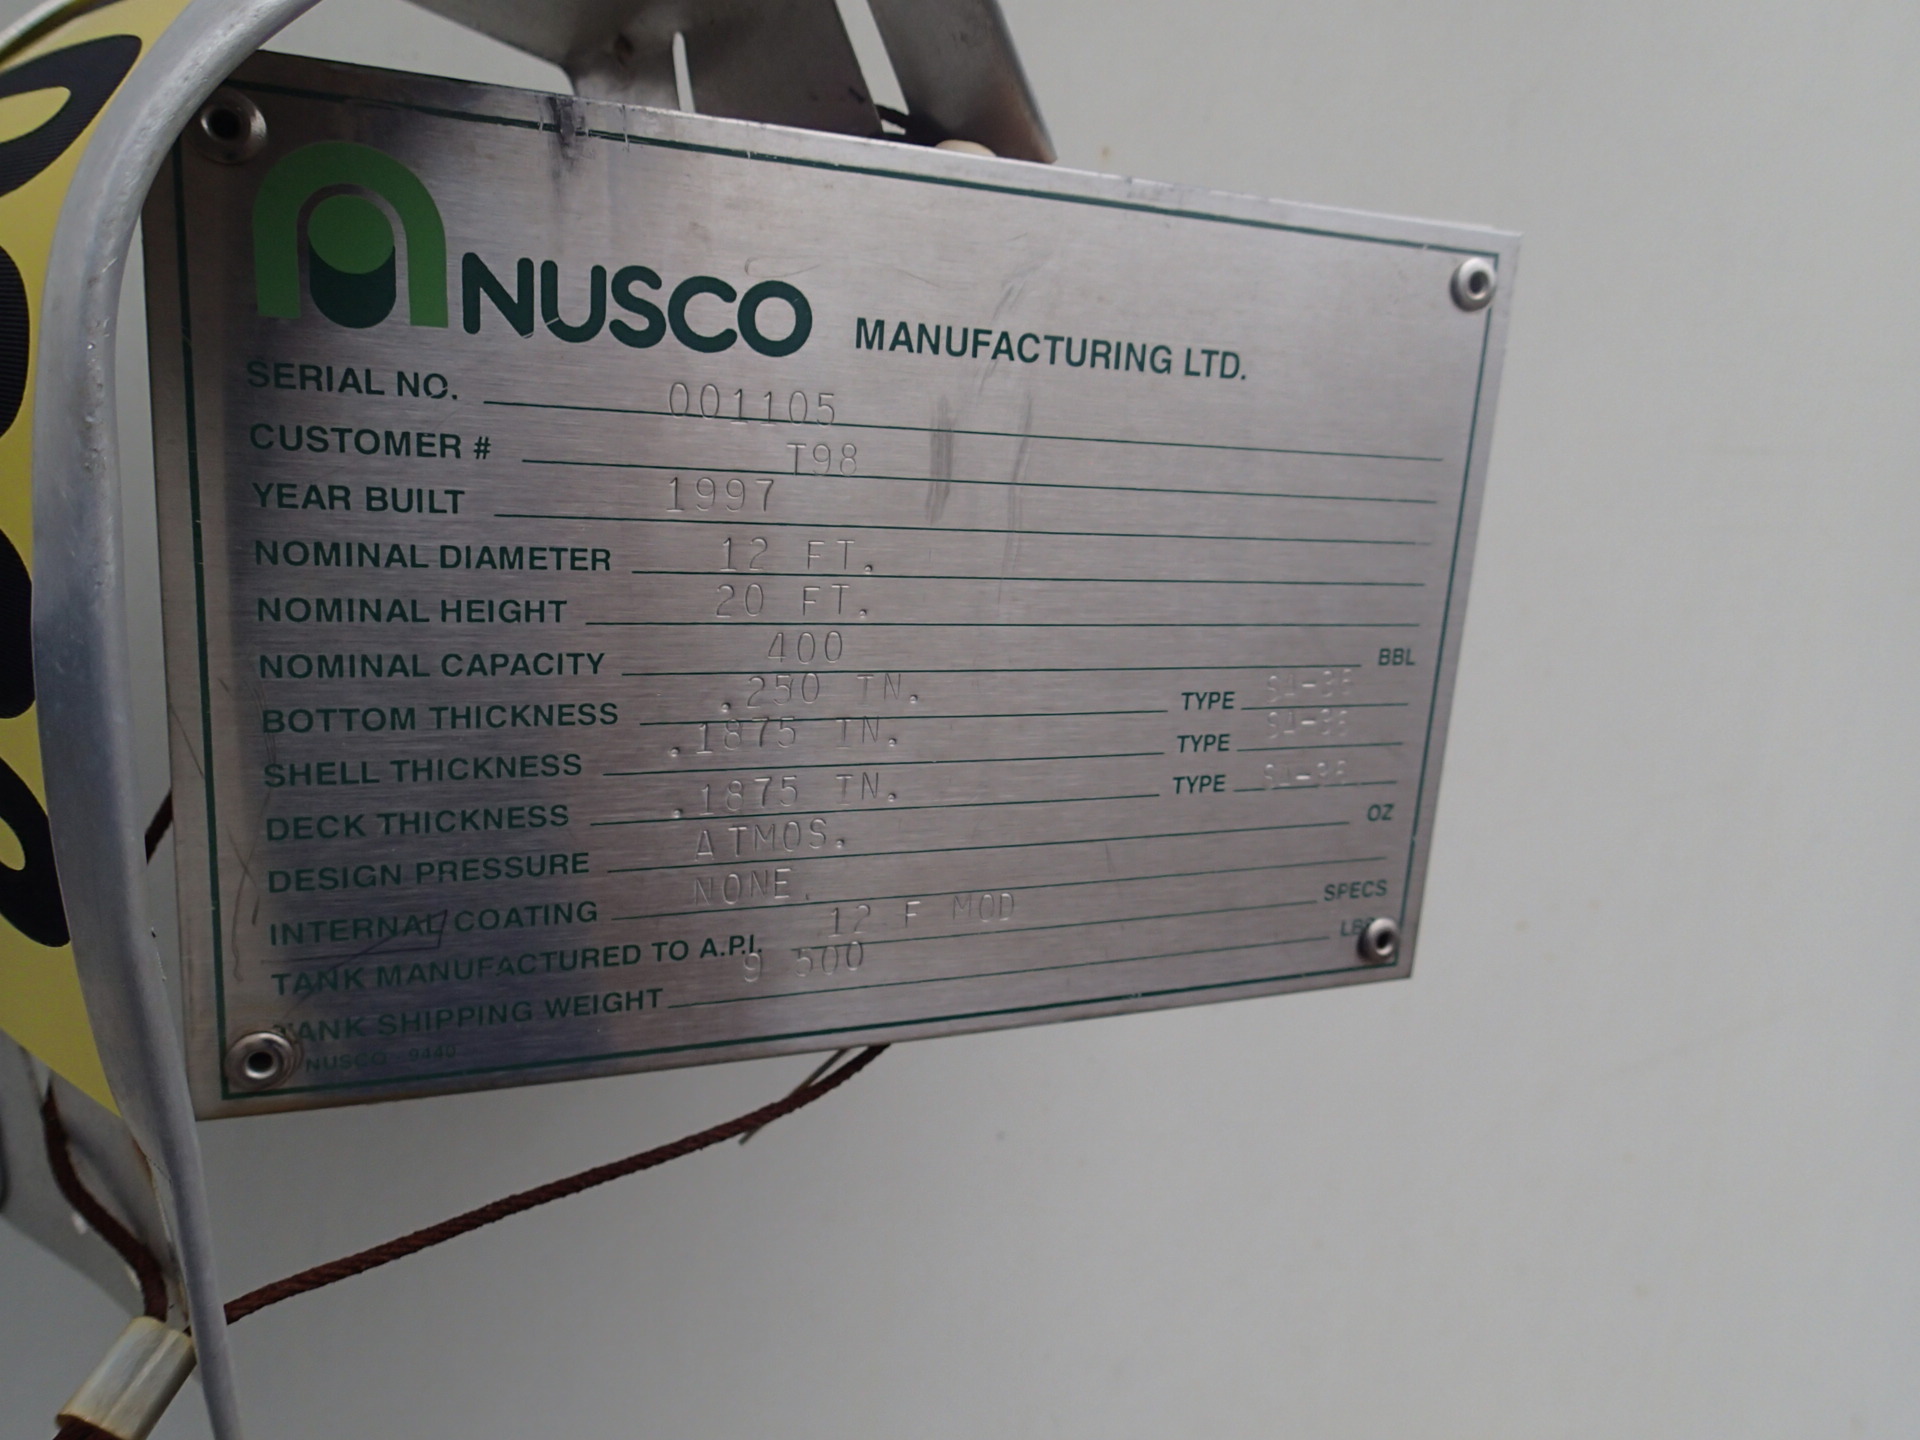 NUSCO MANUFACTURING LTD.
SERIAL NO. 001105
CUSTOMER # T98
YEAR BUILT 1997
NOMINAL DIAMETER 12 FT.
NOMINAL HEIGHT 20 FT.
NOMINAL CAPACITY 400 BBL
BOTTOM THICKNESS .250 IN. TYPE
SHELL THICKNESS .1875 IN. TYPE
DECK THICKNESS .1875 IN. TYPE
DESIGN PRESSURE ATMOS. OZ
INTERNAL COATING NONE.
TANK MANUFACTURED TO A.P.I. 12 F MOD SPECS
TANK SHIPPING WEIGHT 9 500 LBS
NUSCO - 9440